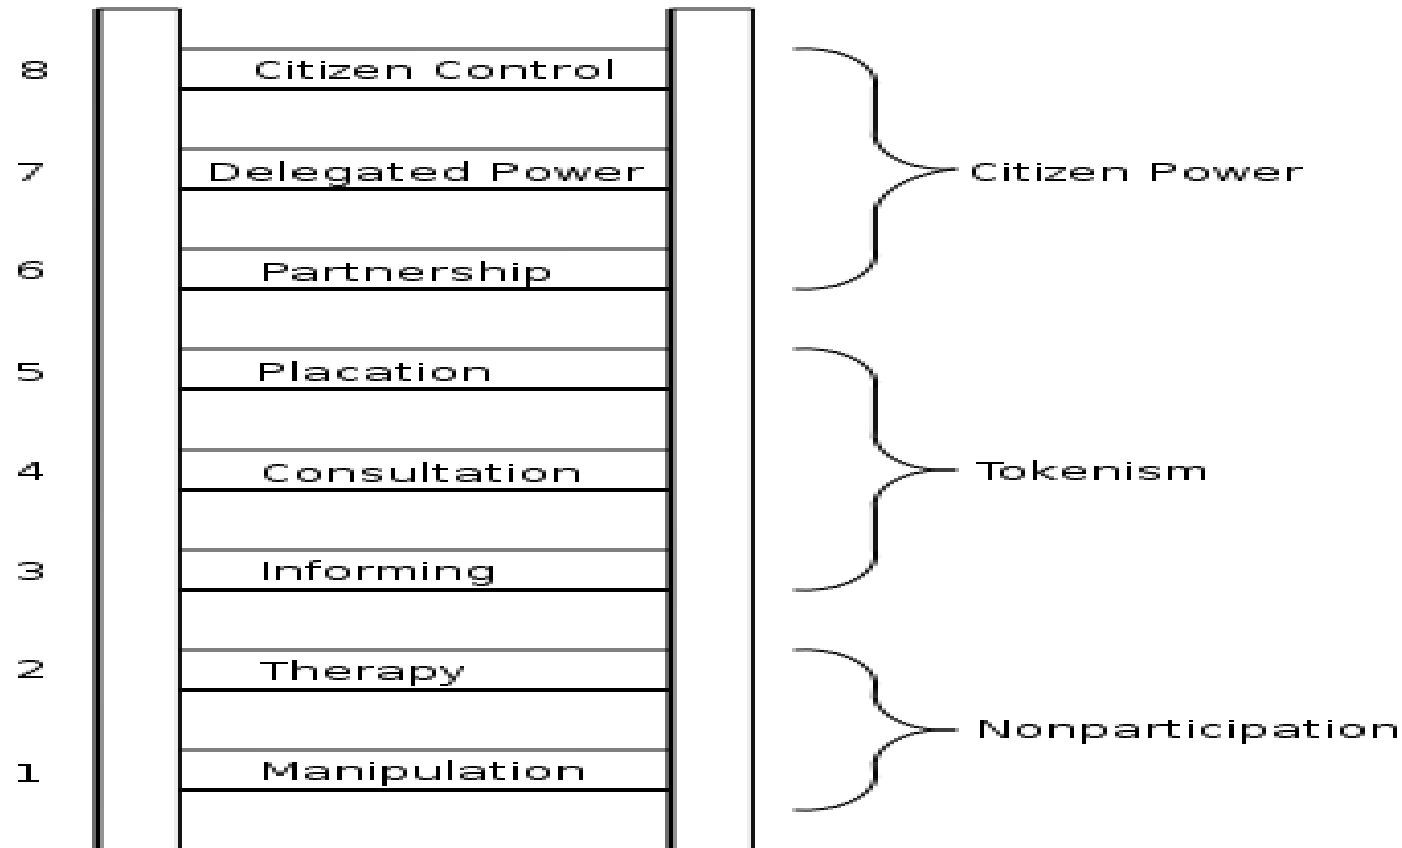 8 Citizen Control
7 Delegated Power
Citizen Power
6 Partnership
5 Placation
4 Consultation
Tokenism
3 Informing
2 Therapy
Nonparticipation
1 Manipulation